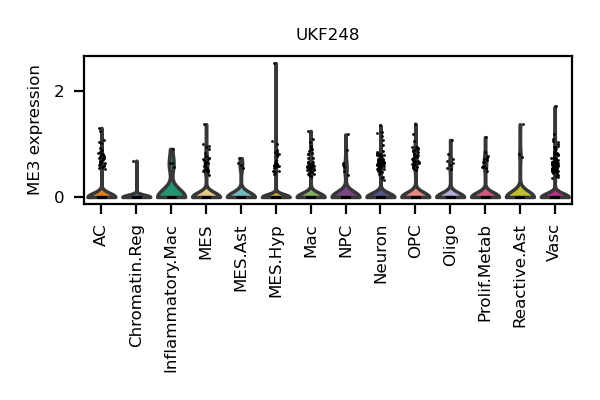 UKF248
ME3 expression
2
0
AC
Chromatin.Reg
Inflammatory.Mac
MES
MES.Ast
MES.Hyp
Mac
NPC
Neuron
OPC
Oligo
Prolif.Metab
Reactive.Ast
Vasc